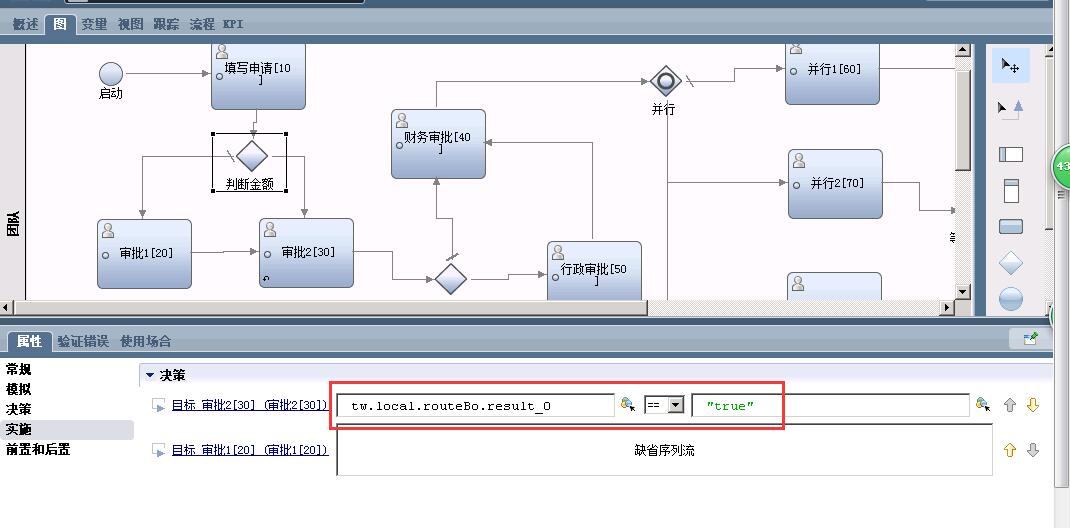 概述 图 变量 视图 跟踪 流程 KPI
团队
启动
填写申请[10
]
判断金额
审批1[20]
审批2[30]
财务审批[40
]
行政审批[50
]
并行
并行1[60]
并行2[70]
43
属性 验证错误 使用场合
常规
模拟
决策
实施
前置和后置
决策
目标 审批2[30] (审批2[30]) tw.local.routeBo.result_0 == "true"
目标 审批1[20] (审批1[20]) 缺省序列流